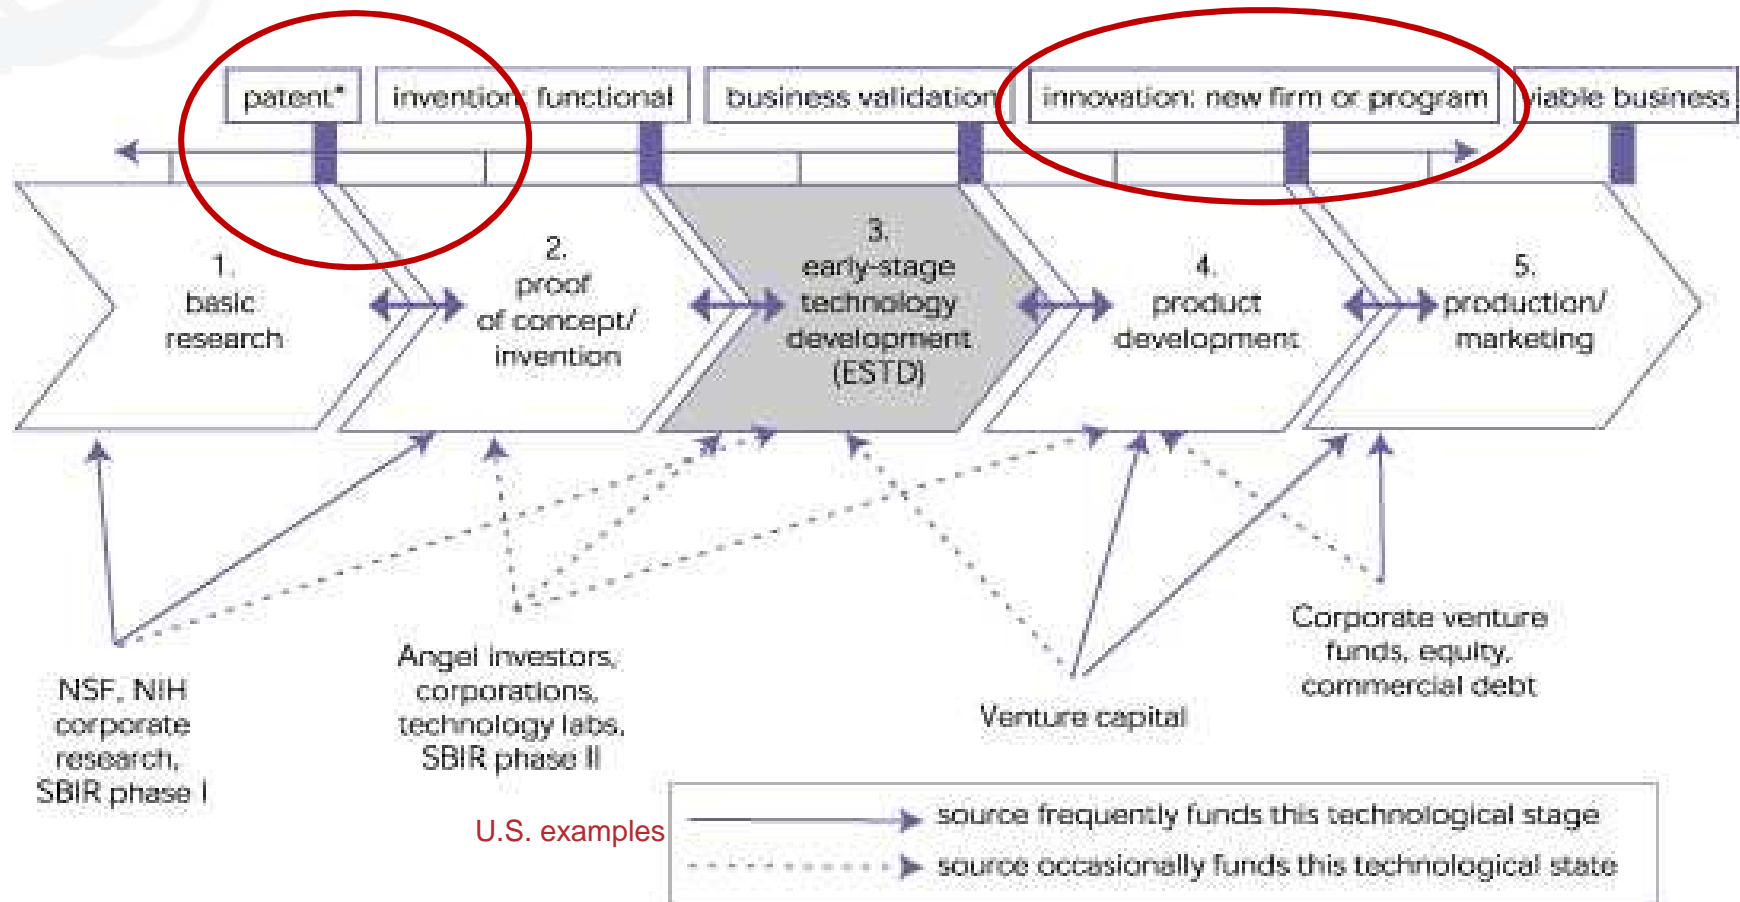 patent*
invention: functional
business validation
innovation: new firm or program
viable business
1.
basic
research
2.
proof
of concept/
invention
3.
early-stage
technology
development
(ESTD)
4.
product
development
5.
production/
marketing
NSF, NIH
corporate
research,
SBIR phase I
Angel investors,
corporations,
technology labs,
SBIR phase II
Venture capital
Corporate venture
funds, equity,
commercial debt
U.S. examples
source frequently funds this technological stage
source occasionally funds this technological state